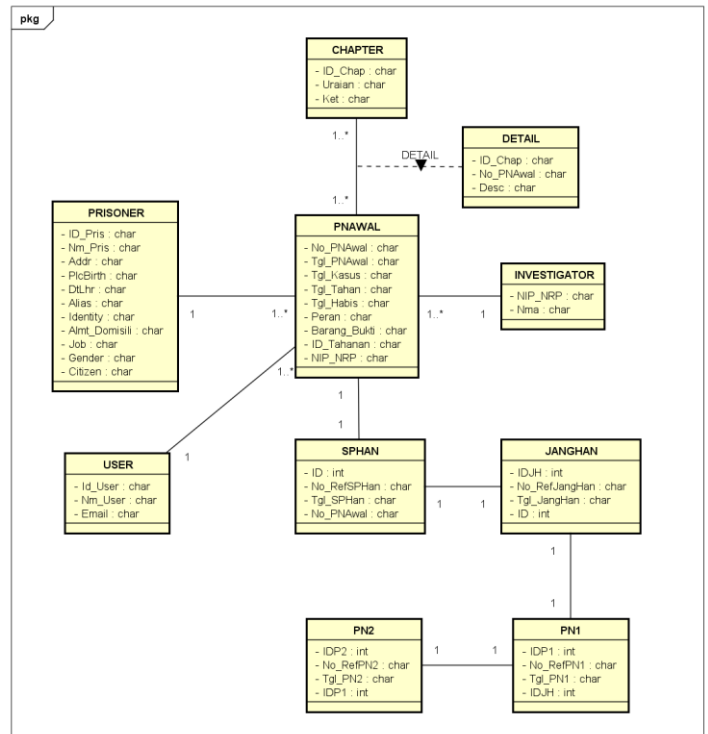 pkg
CHAPTER
- ID_Chap : char
- Uraian : char
- Ket : char
1..*
DETAIL
DETAIL
- ID_Chap : char
- No_PNAwal : char
- Desc : char
1..*
PRISONER
- ID_Pris : char
- Nm_Pris : char
- Addr : char
- PlcBirth : char
- DtLhr : char
- Alias : char
- Identity : char
- Almt_Domisili : char
- Job : char
- Gender : char
- Citizen : char
1
1..*
PNAWAL
- No_PNAwal : char
- Tgl_PNAwal : char
- Tgl_Kasus : char
- Tgl_Tahan : char
- Tgl_Habis : char
- Peran : char
- Barang_Bukti : char
- ID_Tahanan : char
- NIP_NRP : char
1..*
1
INVESTIGATOR
- NIP_NRP : char
- Nma : char
1..*
1
1
1
USER
- Id_User : char
- Nm_User : char
- Email : char
SPHAN
- ID : int
- No_RefSPHan : char
- Tgl_SPHan : char
- No_PNAwal : char
1
1
JANGHAN
- IDJH : int
- No_RefJangHan : char
- Tgl_JangHan : char
- ID : int
1
1
PN2
- IDP2 : int
- No_RefPN2 : char
- Tgl_PN2 : char
- IDP1 : int
1
1
PN1
- IDP1 : int
- No_RefPN1 : char
- Tgl_PN1 : char
- IDJH : int